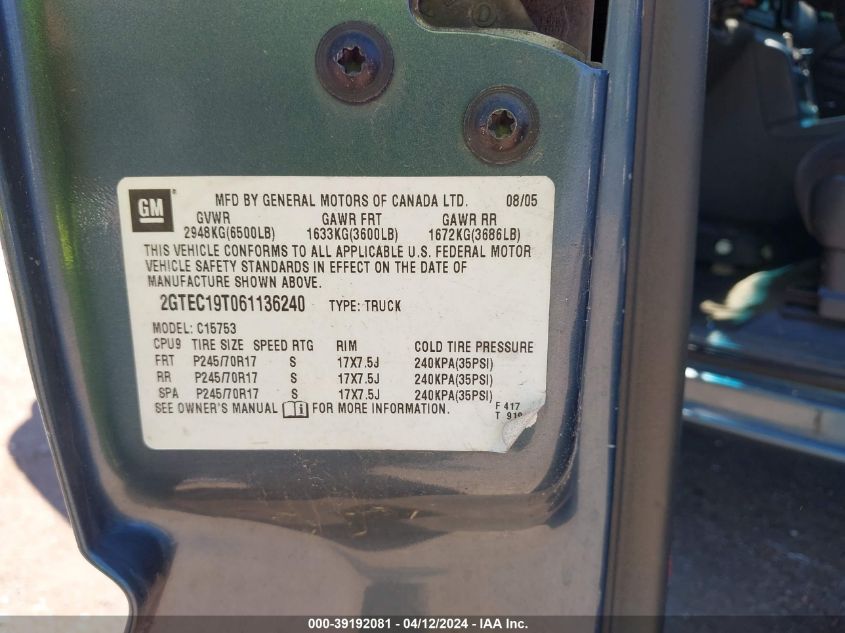 GM
MFD BY GENERAL MOTORS OF CANADA LTD. 08/05
GVWR GAWR FRT GAWR RR
2948KG(6500LB) 1633KG(3600LB) 1672KG(3686LB)
THIS VEHICLE CONFORMS TO ALL APPLICABLE U.S. FEDERAL MOTOR
VEHICLE SAFETY STANDARDS IN EFFECT ON THE DATE OF
MANUFACTURE SHOWN ABOVE.
2GTEC19T061136240 TYPE: TRUCK
MODEL: C15753
CPU9 TIRE SIZE SPEED RTG RIM COLD TIRE PRESSURE
FRT P245/70R17 S 17X7.5J 240KPA(35PSI)
RR P245/70R17 S 17X7.5J 240KPA(35PSI)
SPA P245/70R17 S 17X7.5J 240KPA(35PSI)
SEE OWNER'S MANUAL FOR MORE INFORMATION.
F 417
T
000-39192081 - 04/12/2024 - IAA Inc.